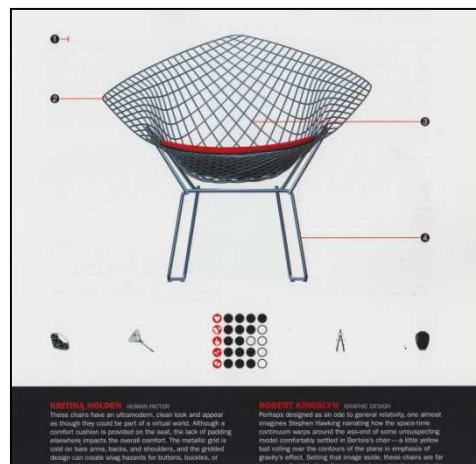 1
2
3
4
KRITINA HOLDEN HUMAN FACTOR
These chairs have an ultramodern, clean look and appear
as though they could be part of a virtual world. Although a
comfort cushion is provided on the seat, the lack of padding
elsewhere impacts the overall comfort. The metallic grid is
cold on bare arms, backs, and shoulders, and the gridded
design can create snag hazards for buttons, buckles, or
ROBERT KINGSLYN GRAPHIC DESIGN
Perhaps designed as an ode to general relativity, one almost
imagines Stephen Hawking narrating how the space-time
continuum warps around the ass-end of some unsuspecting
model comfortably settled in Bertoia's chair—a little yellow
ball rolling over the contours of the plane in emphasis of
gravity's effect. Setting that image aside, these chairs are far